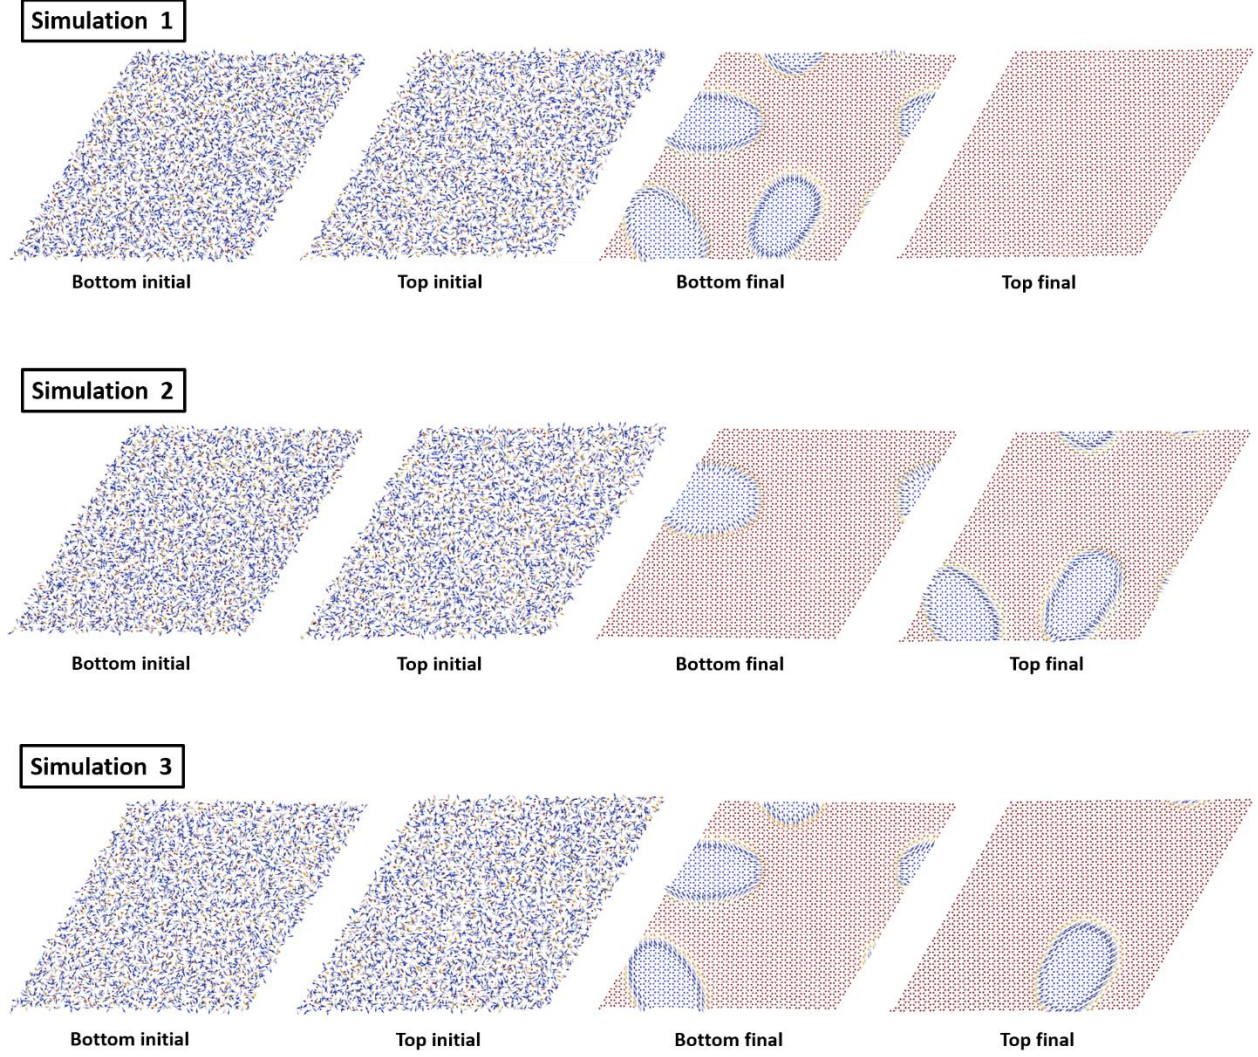 Simulation 1
Bottom initial
Top initial
Bottom final
Top final
Simulation 2
Bottom initial
Top initial
Bottom final
Top final
Simulation 3
Bottom initial
Top initial
Bottom final
Top final